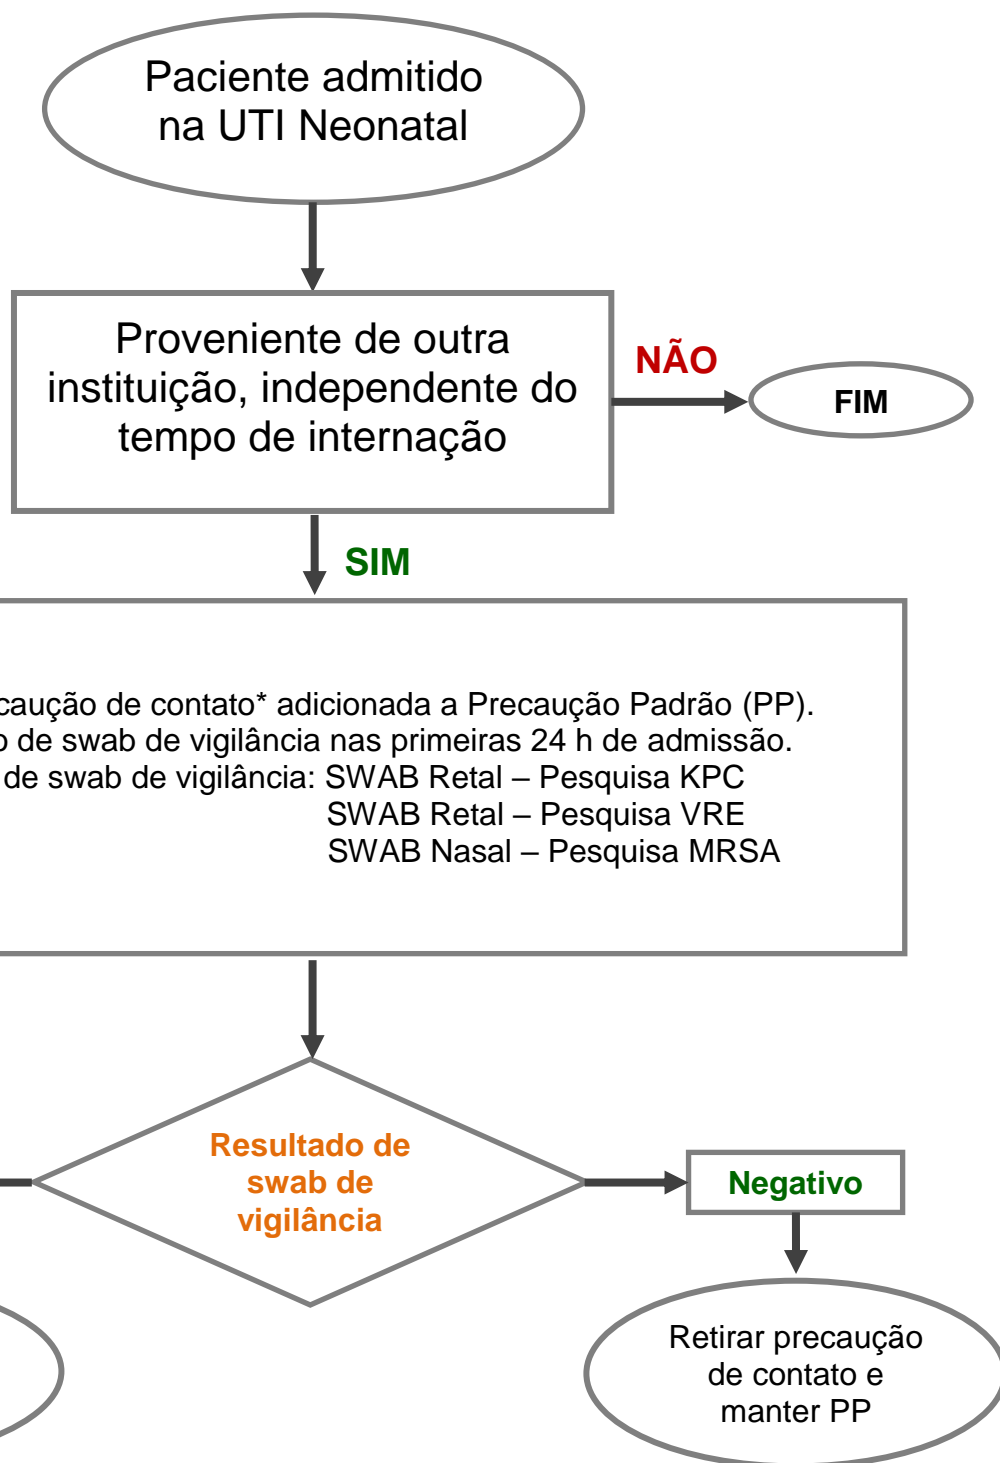 Paciente admitido
na UTI Neonatal
Proveniente de outra
instituição, independente do
tempo de internação
NÃO
FIM
SIM
de contato* adicionada a Precaução Padrão (PP).
de swab de vigilância nas primeiras 24 h de admissão.
de swab de vigilância: SWAB Retal – Pesquisa KPC
SWAB Retal – Pesquisa VRE
SWAB Nasal – Pesquisa MRSA
Resultado de
swab de
vigilância
Negativo
Retirar precaução
de contato e
manter PP